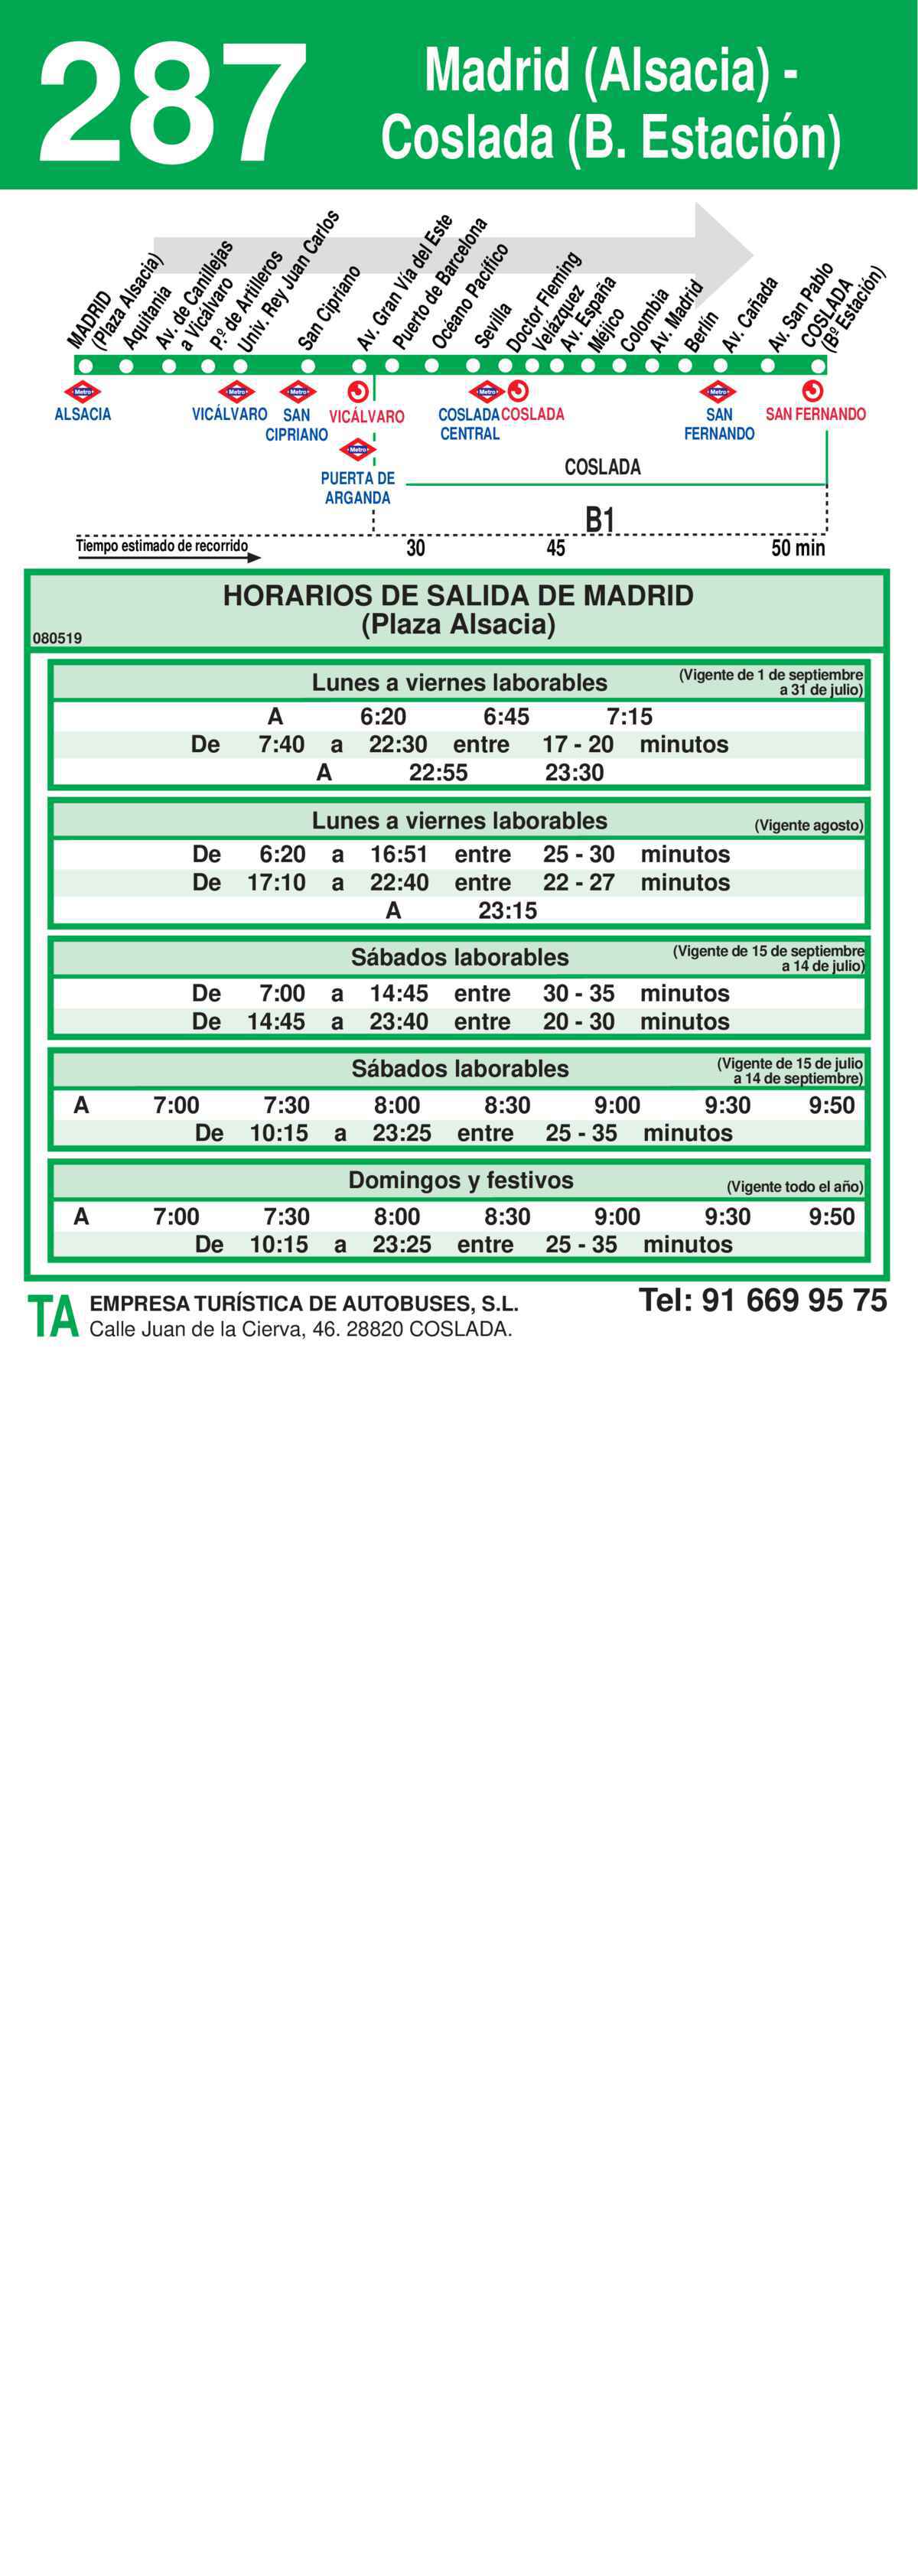 287
Madrid (Alsacia) -
Coslada (B. Estación)
MADRID
(Plaza Alsacia)
Aquitania
Av. de Canillejas
a Vicálvaro
P.º de Artilleros
Univ. Rey Juan Carlos
San Cipriano
Av. Gran Vía del Este
Puerto de Barcelona
Océano Pacífico
Sevilla
Doctor Fleming
Velázquez
Av. España
Méjico
Colombia
Av. Madrid
Berlín
Av. Cañada
Av. San Pablo
COSLADA
(Bº Estación)
Metro Metro Metro Metro Metro
ALSACIA VICÁLVARO SAN VICÁLVARO COSLADA COSLADA SAN SAN FERNANDO
CIPRIANO CENTRAL FERNANDO
Metro
PUERTA DE
ARGANDA
COSLADA
B1
Tiempo estimado de recorrido 30 45 50 min
HORARIOS DE SALIDA DE MADRID
(Plaza Alsacia)
080519
Lunes a viernes laborables (Vigente de 1 de septiembre
a 31 de julio)
A 6:20 6:45 7:15
De 7:40 a 22:30 entre 17 - 20 minutos
A 22:55 23:30
Lunes a viernes laborables (Vigente agosto)
De 6:20 a 16:51 entre 25 - 30 minutos
De 17:10 a 22:40 entre 22 - 27 minutos
A 23:15
Sábados laborables (Vigente de 15 de septiembre
a 14 de julio)
De 7:00 a 14:45 entre 30 - 35 minutos
De 14:45 a 23:40 entre 20 - 30 minutos
Sábados laborables (Vigente de 15 de julio
a 14 de septiembre)
A 7:00 7:30 8:00 8:30 9:00 9:30 9:50
De 10:15 a 23:25 entre 25 - 35 minutos
Domingos y festivos (Vigente todo el año)
A 7:00 7:30 8:00 8:30 9:00 9:30 9:50
De 10:15 a 23:25 entre 25 - 35 minutos
TA EMPRESA TURÍSTICA DE AUTOBUSES, S.L. Tel: 91 669 95 75
Calle Juan de la Cierva, 46. 28820 COSLADA.